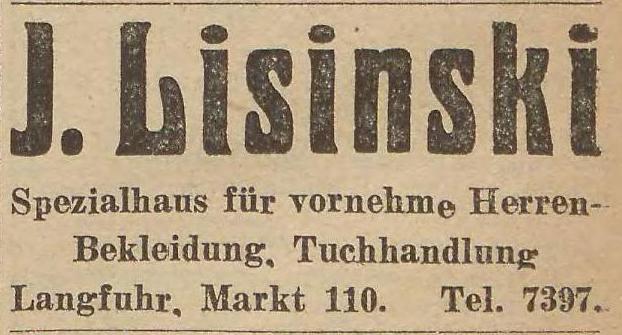 J. Lisinski
Spezialhaus für vornehme Herren-
Bekleidung, Tuchhandlung
Langfuhr, Markt 110. Tel. 7397.